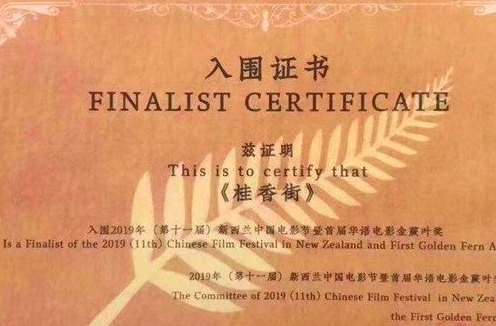 入围证书
FINALIST CERTIFICATE
兹证明
This is to certify that
《桂香街》
入围2019年（第十一届）新西兰中国电影节暨首届华语电影金蕨叶奖
Is a Finalist of the 2019 (11th) Chinese Film Festival in New Zealand and First Golden Fern A
2019年（第十一届）新西兰中国电影节暨首届华语电影金蕨叶
The Committee of 2019 (11th) Chinese Film Festival in New Zea
the First Golden Fern